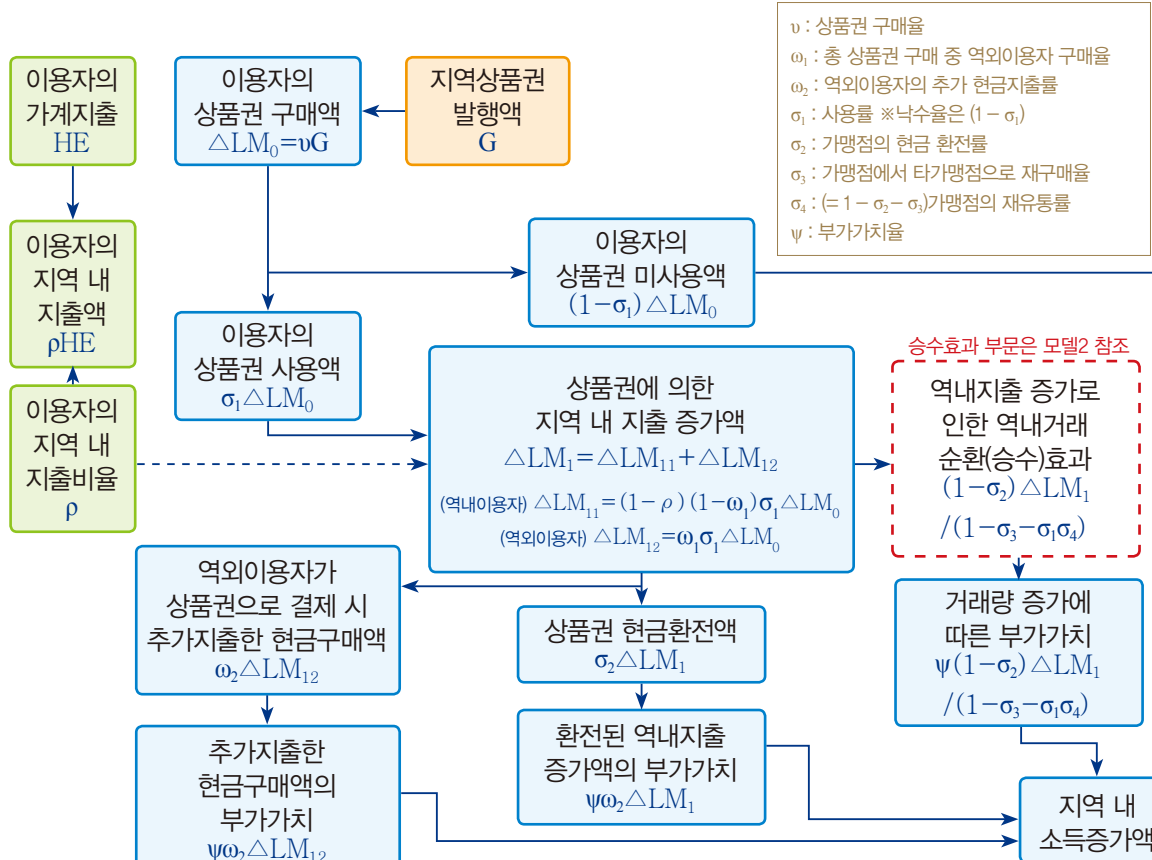 υ : 상품권 구매율
ω₁ : 총 상품권 구매 중 역외이용자 구매율
ω₂ : 역외이용자의 추가 현금지출률
σ₁ : 사용률 ※낙수율은 (1－σ₁)
σ₂ : 가맹점의 현금 환전률
σ₃ : 가맹점에서 타가맹점으로 재구매율
σ₄ : (= 1－σ₂－σ₃)가맹점의 재유통률
ψ : 부가가치율
이용자의
가계지출
HE
이용자의
상품권 구매액
△LM₀=υG
지역상품권
발행액
G
이용자의
지역 내
지출액
ρHE
이용자의
상품권 미사용액
(1－σ₁)△LM₀
이용자의
상품권 사용액
σ₁△LM₀
이용자의
지역 내
지출비율
ρ
상품권에 의한
지역 내 지출 증가액
△LM₁=△LM₁₁+△LM₁₂
(역내이용자) △LM₁₁=(1－ρ)(1－ω₁)σ₁△LM₀
(역외이용자) △LM₁₂=ω₁σ₁△LM₀
승수효과 부문은 모델2 참조
역내지출 증가로
인한 역내거래
순환(승수)효과
(1－σ₂)△LM₁
/(1－σ₃－σ₁σ₄)
역외이용자가
상품권으로 결제 시
추가지출한 현금구매액
ω₂△LM₁₂
상품권 현금환전액
σ₂△LM₁
거래량 증가에
따른 부가가치
ψ(1－σ₂)△LM₁
/(1－σ₃－σ₁σ₄)
추가지출한
현금구매액의
부가가치
ψω₂△LM₁₂
환전된 역내지출
증가액의 부가가치
ψω₂△LM₁
지역 내
소득증가액